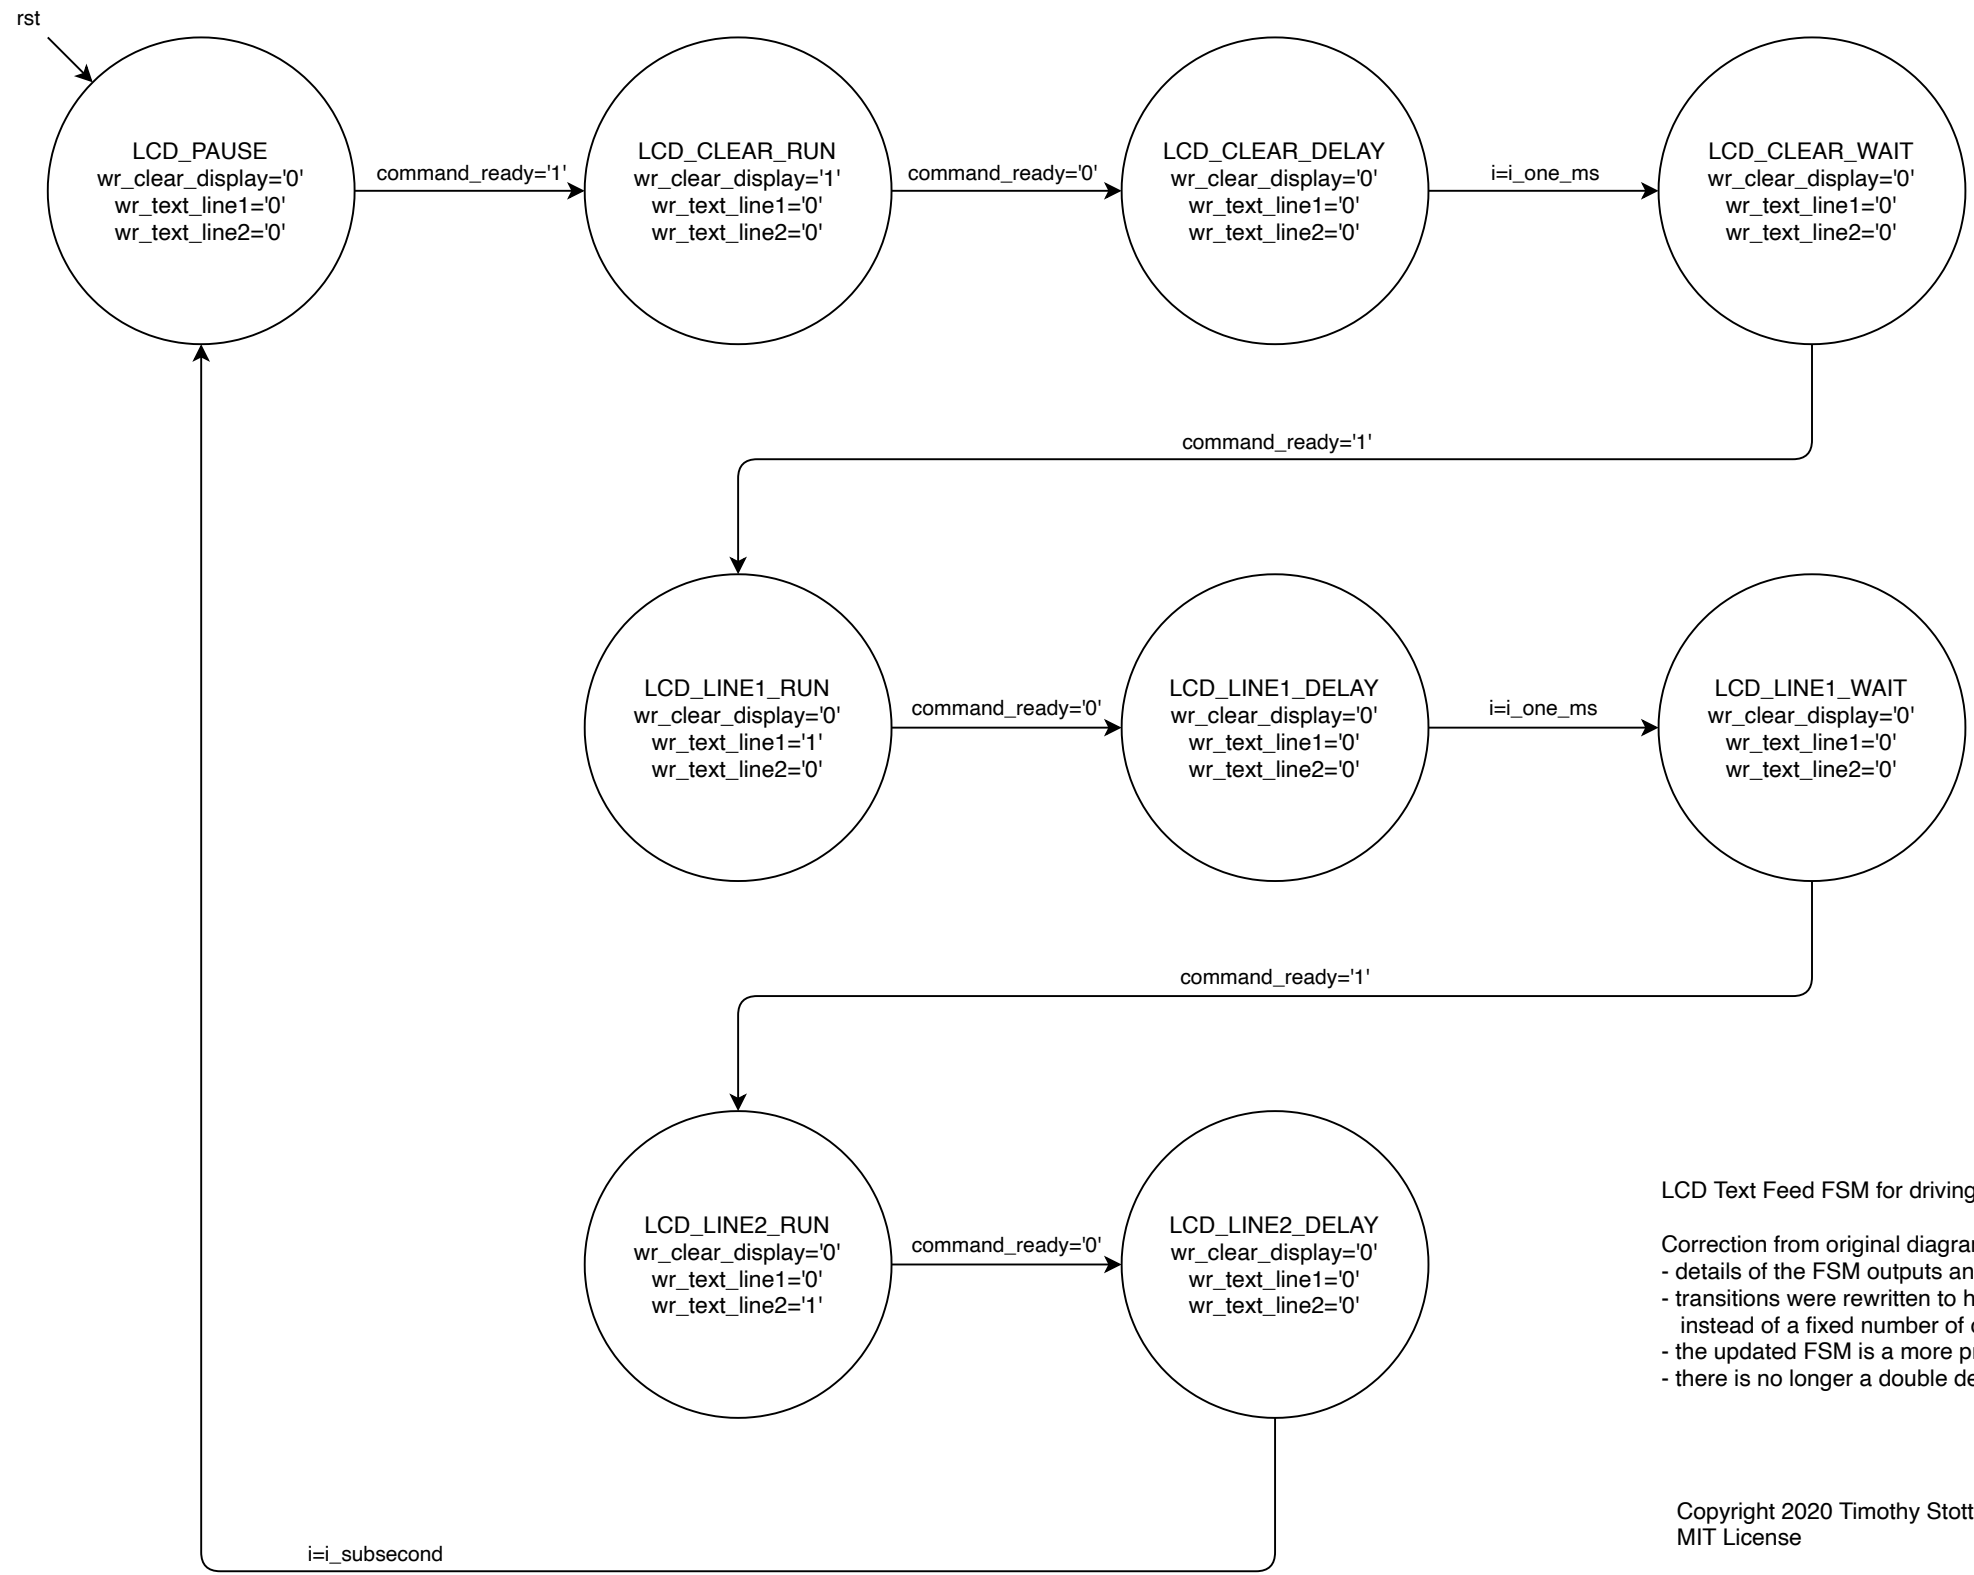 rst
LCD_PAUSE
wr_clear_display='0'
wr_text_line1='0'
wr_text_line2='0'
command_ready='1'
LCD_CLEAR_RUN
wr_clear_display='1'
wr_text_line1='0'
wr_text_line2='0'
command_ready='0'
LCD_CLEAR_DELAY
wr_clear_display='0'
wr_text_line1='0'
wr_text_line2='0'
i=i_one_ms
LCD_CLEAR_WAIT
wr_clear_display='0'
wr_text_line1='0'
wr_text_line2='0'
command_ready='1'
LCD_LINE1_RUN
wr_clear_display='0'
wr_text_line1='1'
wr_text_line2='0'
command_ready='0'
LCD_LINE1_DELAY
wr_clear_display='0'
wr_text_line1='0'
wr_text_line2='0'
i=i_one_ms
LCD_LINE1_WAIT
wr_clear_display='0'
wr_text_line1='0'
wr_text_line2='0'
command_ready='1'
LCD_LINE2_RUN
wr_clear_display='0'
wr_text_line1='0'
wr_text_line2='1'
command_ready='0'
LCD_LINE2_DELAY
wr_clear_display='0'
wr_text_line1='0'
wr_text_line2='0'
i=i_subsecond
LCD Text Feed FSM for driving
Correction from original
- details of the FSM outputs
- transitions were rewritten to
instead of a fixed number of
- the updated FSM is a more
- there is no longer a double
Copyright 2020 Timothy
MIT License